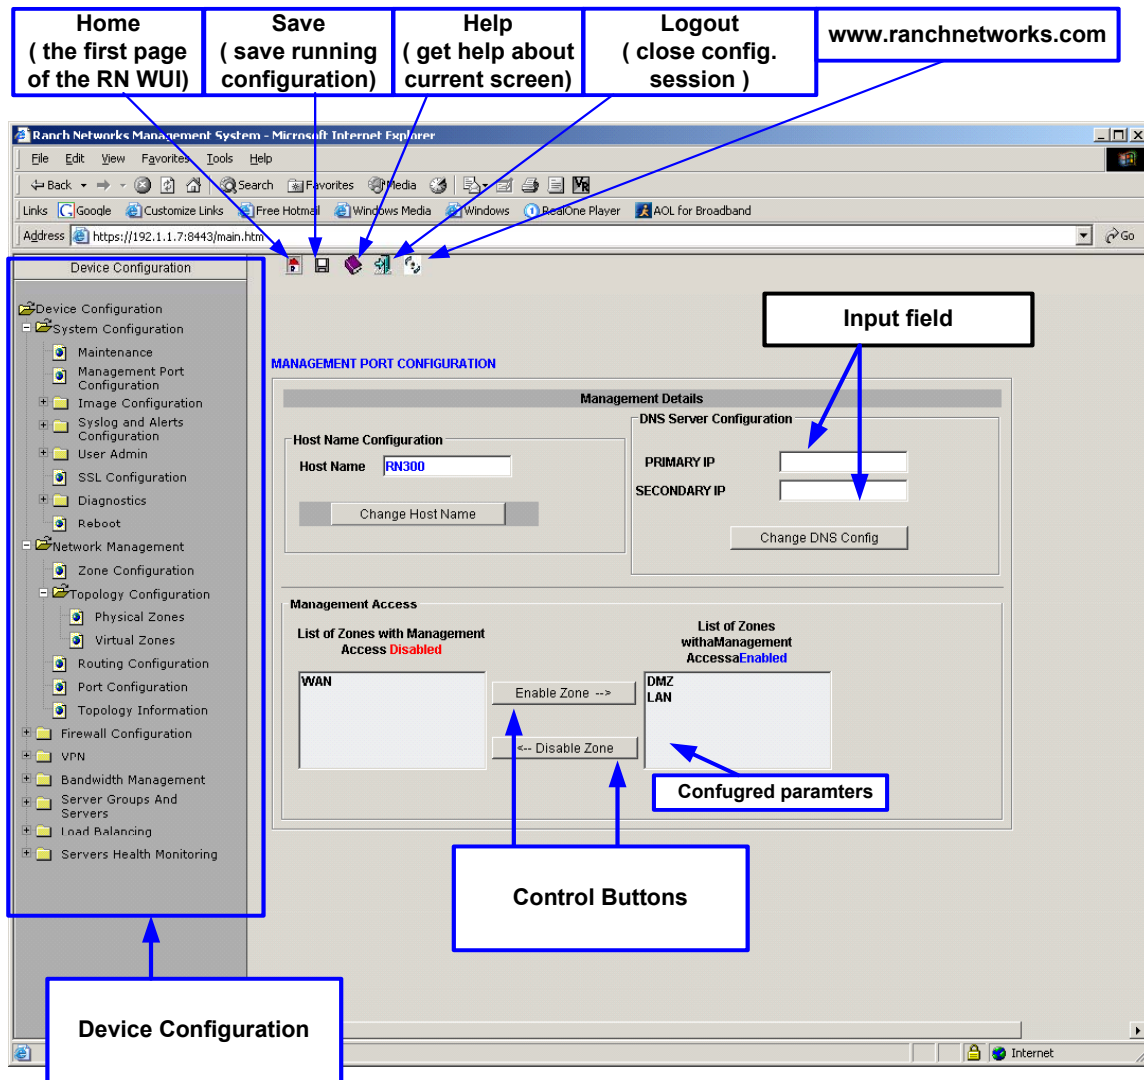 Home
( the first page
of the RN WUI)
Save
( save running
configuration)
Help
( get help about
current screen)
Logout
( close config.
session )
www.ranchnetworks.com
Ranch Networks Management System - Microsoft Internet Explorer
File Edit View Favorites Tools Help
Back Search Favorites Media
Links Google Customize Links Free Hotmail Windows Media Windows RealOne Player AOL for Broadband
Address https://192.1.1.7:8443/main.htm Go
Device Configuration
Device Configuration
System Configuration
Maintenance
Management Port
Configuration
Image Configuration
Syslog and Alerts
Configuration
User Admin
SSL Configuration
Diagnostics
Reboot
Network Management
Zone Configuration
Topology Configuration
Physical Zones
Virtual Zones
Routing Configuration
Port Configuration
Topology Information
Firewall Configuration
VPN
Bandwidth Management
Server Groups And
Servers
Load Balancing
Servers Health Monitoring
Input field
MANAGEMENT PORT CONFIGURATION
Management Details
Host Name Configuration
Host Name RN300
Change Host Name
DNS Server Configuration
PRIMARY IP
SECONDARY IP
Change DNS Config
Management Access
List of Zones with Management
Access Disabled
WAN
Enable Zone -->
<-- Disable Zone
List of Zones
withaManagement
AccessaEnabled
DMZ
LAN
Confugred paramters
Control Buttons
Device Configuration
Internet